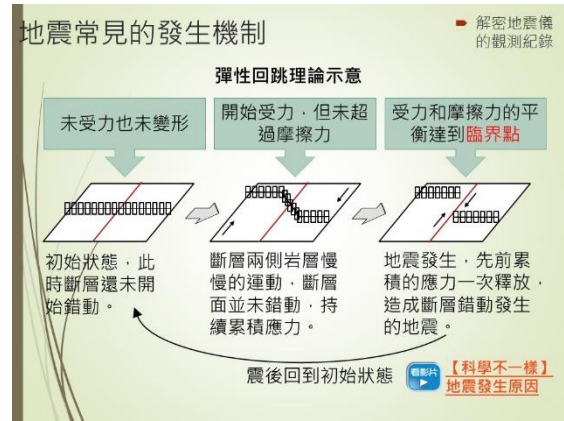 地震常見的發生機制
解密地震儀
的觀測紀錄
彈性回跳理論示意
未受力也未變形
開始受力，但未超
過摩擦力
受力和摩擦力的平
衡達到臨界點
初始狀態，此
時斷層還未開
始錯動。
斷層兩側岩層慢
慢的運動，斷層
面並未錯動，持
續累積應力。
地震發生，先前累
積的應力一次釋放，
造成斷層錯動發生
的地震。
震後回到初始狀態
看影片
【科學不一樣】
地震發生原因